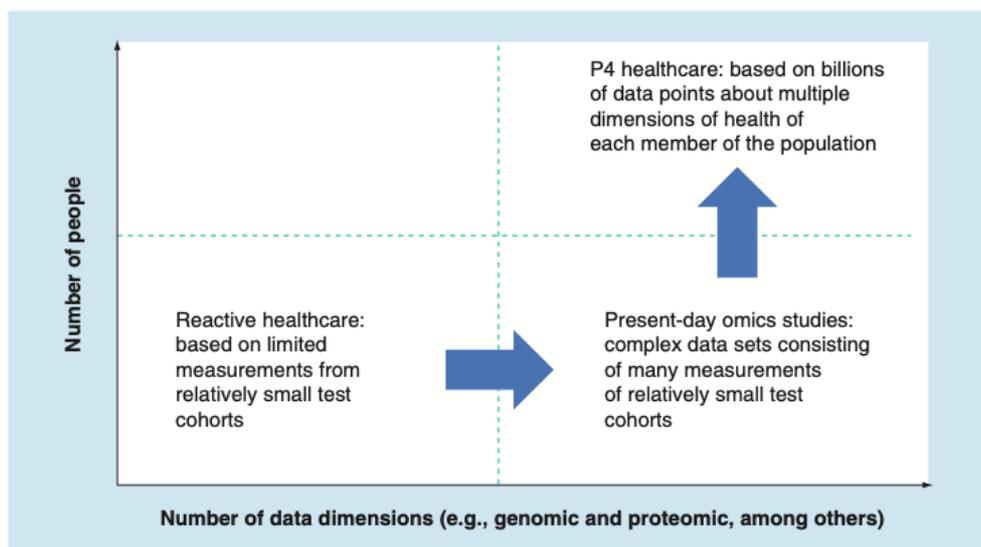 P4 healthcare: based on billions
of data points about multiple
dimensions of health of
each member of the population
Number of people
Reactive healthcare:
based on limited
measurements from
relatively small test
cohorts
Present-day omics studies:
complex data sets consisting
of many measurements
of relatively small test
cohorts
Number of data dimensions (e.g., genomic and proteomic, among others)